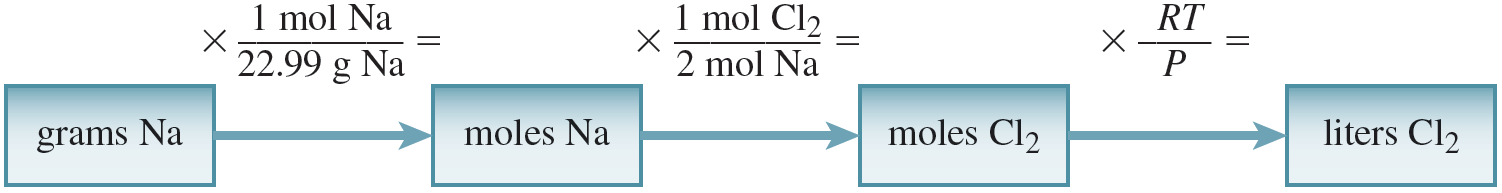 × 1 mol Na / 22.99 g Na =
× 1 mol Cl₂ / 2 mol Na =
× RT / P =
grams Na
moles Na
moles Cl₂
liters Cl₂